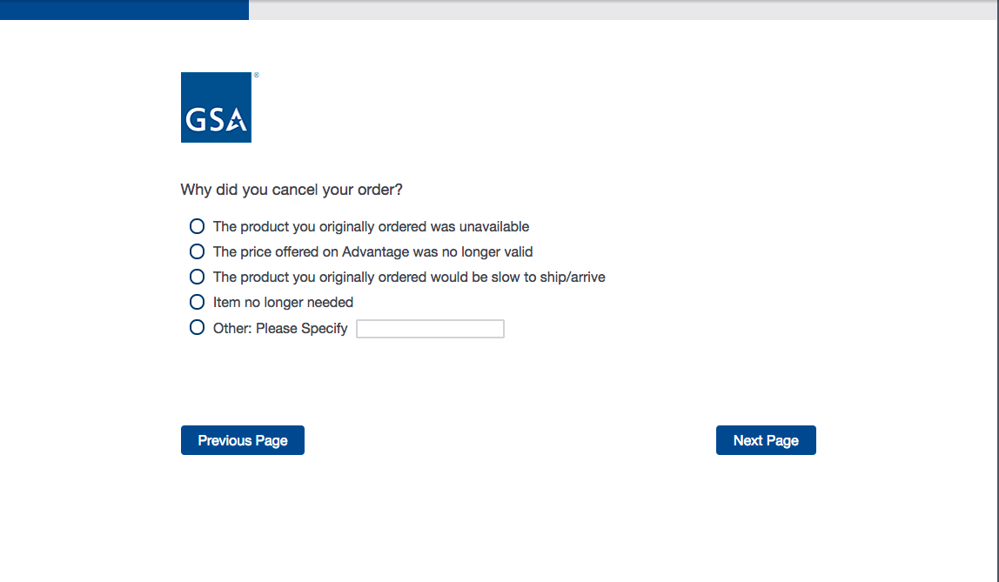 GSA
®
Why did you cancel your order?
The product you originally ordered was unavailable
The price offered on Advantage was no longer valid
The product you originally ordered would be slow to ship/arrive
Item no longer needed
Other: Please Specify
Previous Page
Next Page